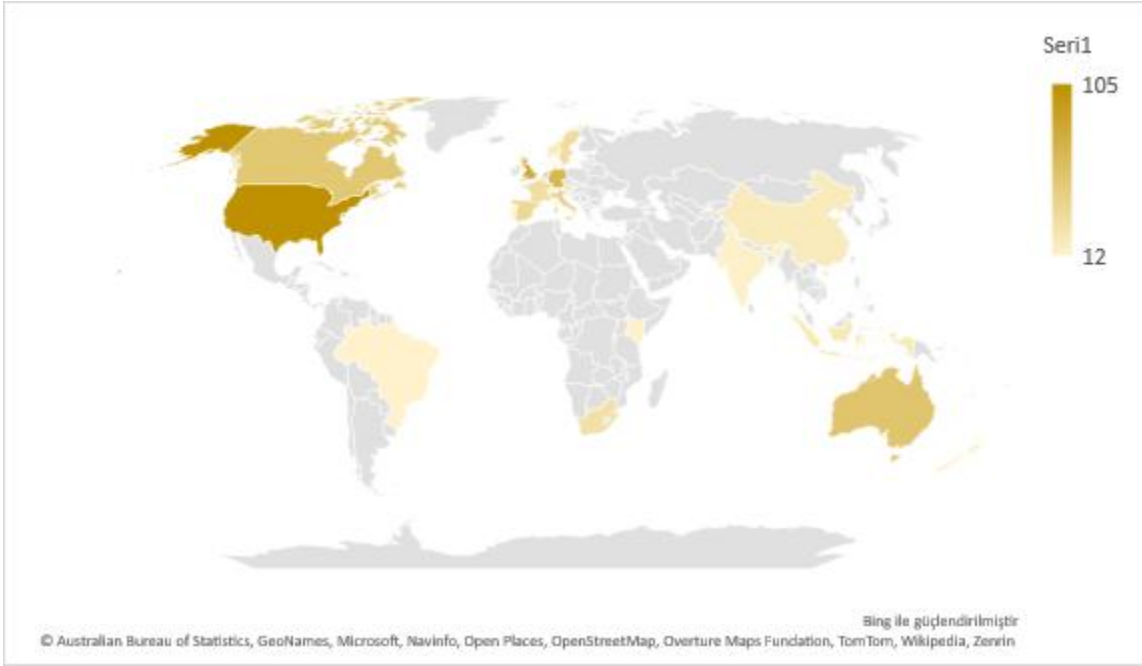 Seri1
105
12
Bing ile güçlendirilmiştir
© Australian Bureau of Statistics, GeoNames, Microsoft, Navinfo, Open Places, OpenStreetMap, Overture Maps Fundation, TomTom, Wikipedia, Zenrin